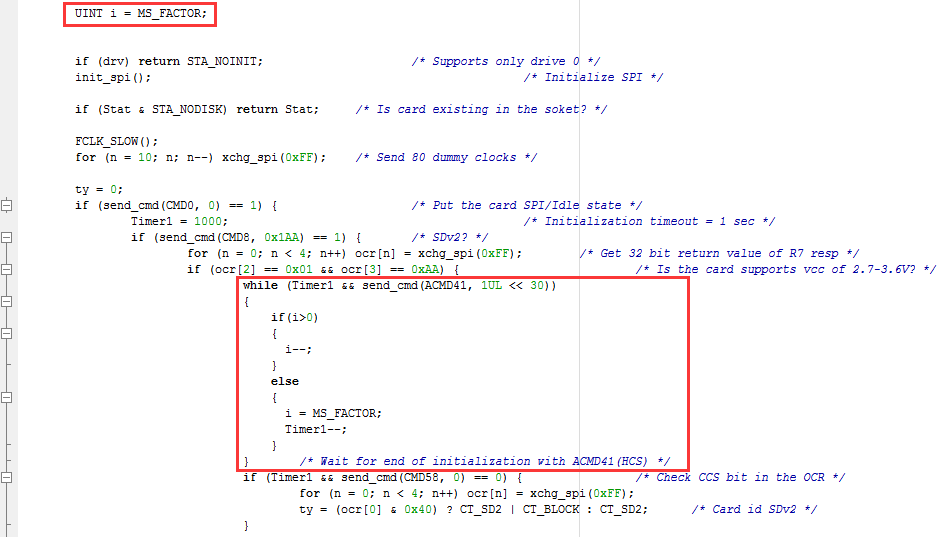 UINT i = MS_FACTOR;
if (drv) return STA_NOINIT; /* Supports only drive 0 */
init_spi(); /* Initialize SPI */
if (Stat & STA_NODISK) return Stat; /* Is card existing in the soket? */
FCLK_SLOW();
for (n = 10; n; n--) xchg_spi(0xFF); /* Send 80 dummy clocks */
ty = 0;
if (send_cmd(CMD0, 0) == 1) { /* Put the card SPI/Idle state */
Timer1 = 1000; /* Initialization timeout = 1 sec */
if (send_cmd(CMD8, 0x1AA) == 1) { /* SDv2? */
for (n = 0; n < 4; n++) ocr[n] = xchg_spi(0xFF); /* Get 32 bit return value of R7 resp */
if (ocr[2] == 0x01 && ocr[3] == 0xAA) { /* Is the card supports vcc of 2.7-3.6V? */
while (Timer1 && send_cmd(ACMD41, 1UL << 30))
{
if(i>0)
{
i--;
}
else
{
i = MS_FACTOR;
Timer1--;
}
} /* Wait for end of initialization with ACMD41(HCS) */
if (Timer1 && send_cmd(CMD58, 0) == 0) { /* Check CCS bit in the OCR */
for (n = 0; n < 4; n++) ocr[n] = xchg_spi(0xFF);
ty = (ocr[0] & 0x40) ? CT_SD2 | CT_BLOCK : CT_SD2; /* Card id SDv2 */
}